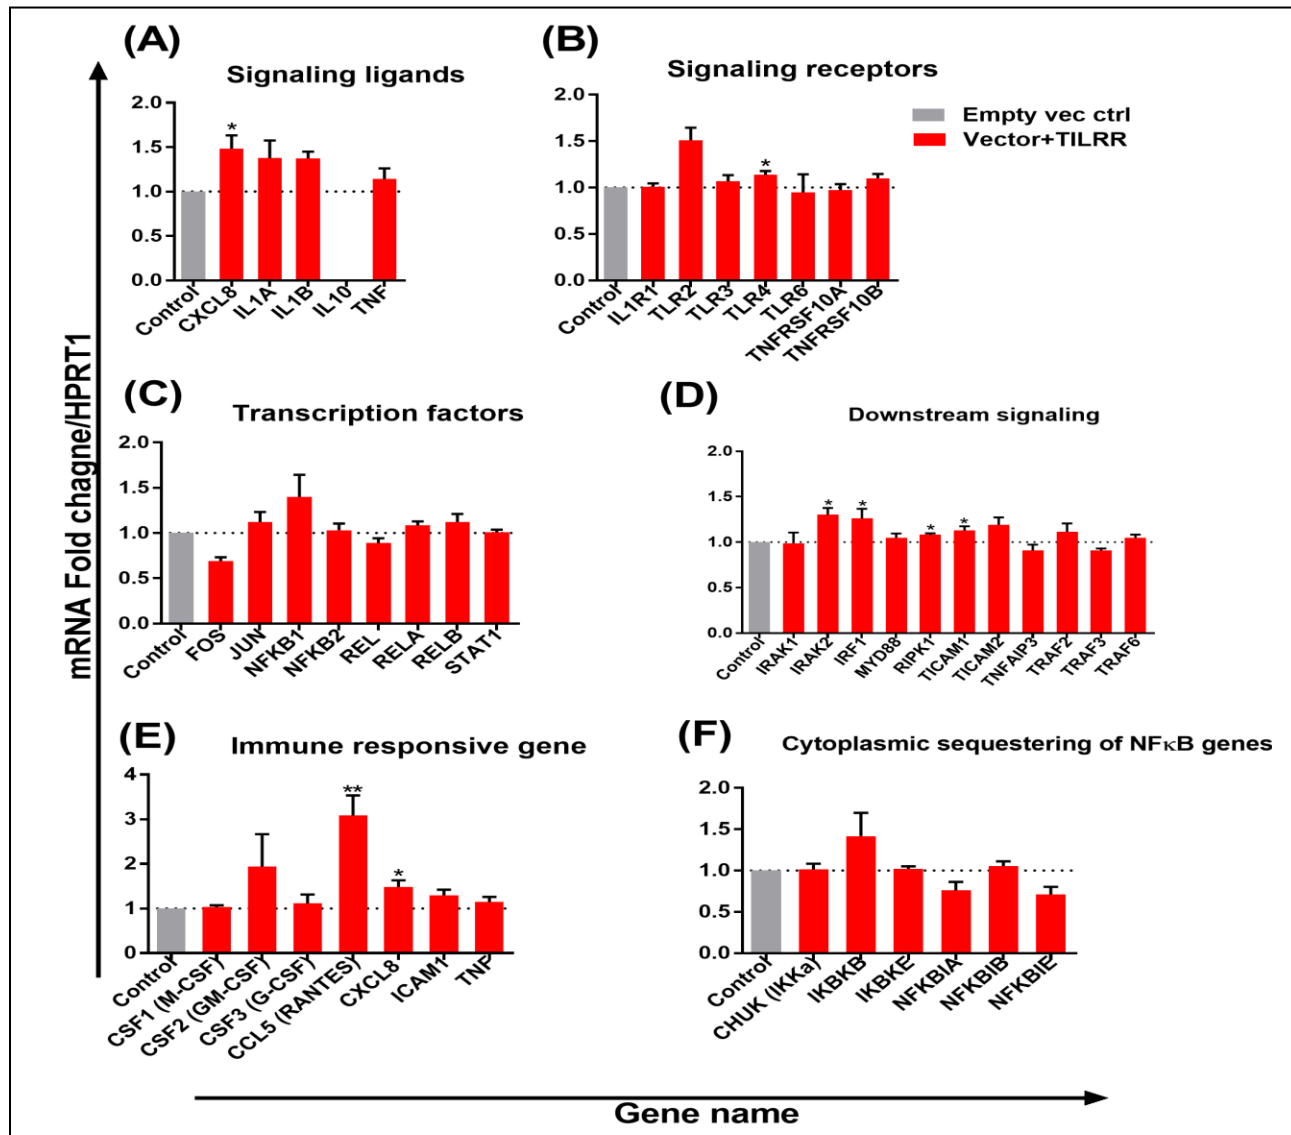 (A)
Signaling ligands
2.0
1.5
1.0
0.5
0.0
*
Control
CXCL8
IL1A
IL1B
IL10
TNF
(B)
Signaling receptors
2.0
1.5
1.0
0.5
0.0
*
Control
IL1R1
TLR2
TLR3
TLR4
TLR6
TNFRSF10A
TNFRSF10B
Empty vec ctrl
Vector+TILRR
mRNA Fold chagne/HPRT1
(C)
Transcription factors
2.0
1.5
1.0
0.5
0.0
Control
FOS
JUN
NFKB1
NFKB2
REL
RELA
RELB
STAT1
(D)
Downstream signaling
2.0
1.5
1.0
0.5
0.0
* * * *
Control
IRAK1
IRAK2
IRF1
MYD88
RIPK1
TICAM1
TICAM2
TNFAIP3
TRAF2
TRAF3
TRAF6
(E)
Immune responsive gene
4
3
2
1
0
** *
Control
CSF1 (M-CSF)
CSF2 (GM-CSF)
CSF3 (G-CSF)
CCL5 (RANTES)
CXCL8
ICAM1
TNF
(F)
Cytoplasmic sequestering of NFκB genes
2.0
1.5
1.0
0.5
0.0
Control
CHUK (IKKa)
IKBKB
IKBKE
NFKBIA
NFKBIB
NFKBIE
Gene name